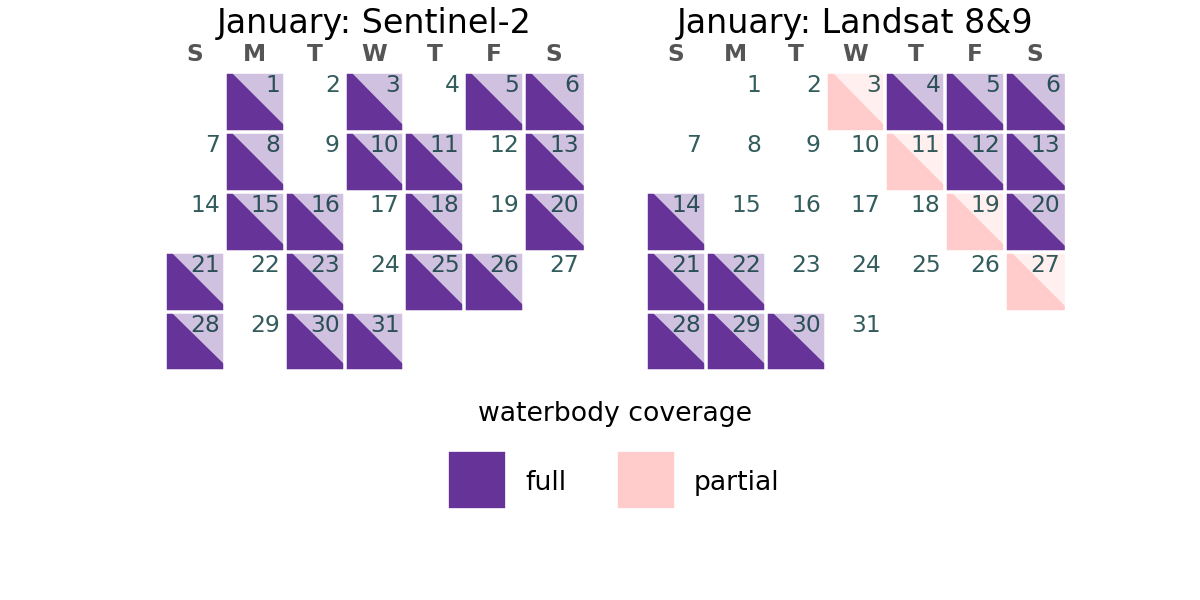 January: Sentinel-2
S M T W T F S
1 2 3 4 5 6
7 8 9 10 11 12 13
14 15 16 17 18 19 20
21 22 23 24 25 26 27
28 29 30 31
January: Landsat 8&9
S M T W T F S
1 2 3 4 5 6
7 8 9 10 11 12 13
14 15 16 17 18 19 20
21 22 23 24 25 26 27
28 29 30 31
waterbody coverage
full partial